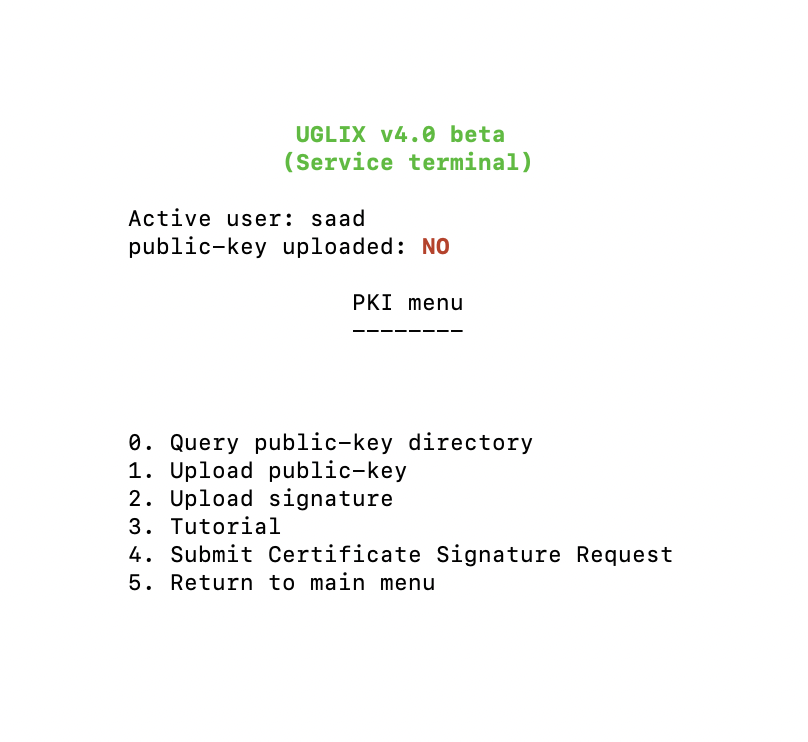 UGLIX v4.0 beta
(Service terminal)
Active user: saad
public-key uploaded: NO
PKI menu
--------
0. Query public-key directory
1. Upload public-key
2. Upload signature
3. Tutorial
4. Submit Certificate Signature Request
5. Return to main menu